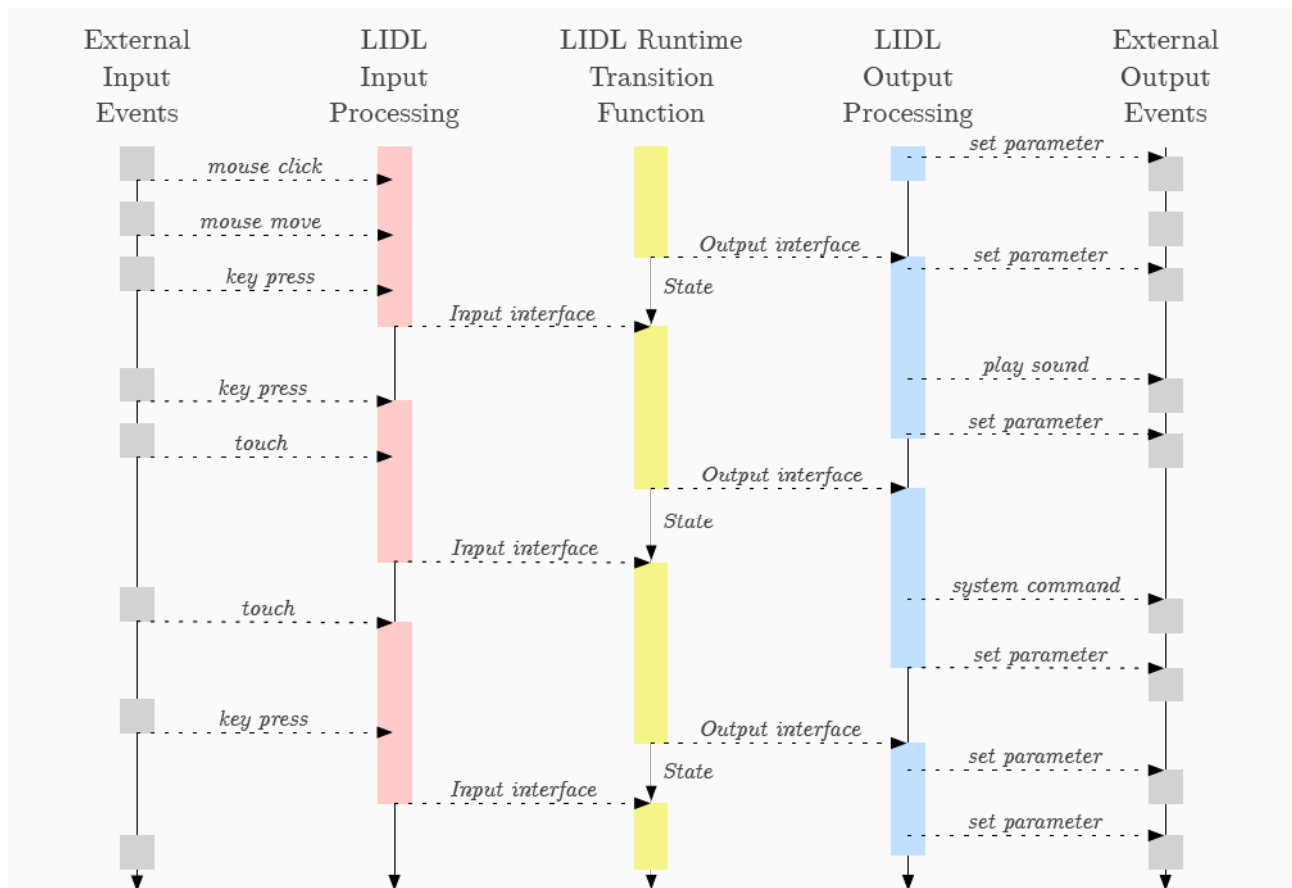 External
Input
Events
LIDL
Input
Processing
LIDL Runtime
Transition
Function
LIDL
Output
Processing
External
Output
Events
set parameter
mouse click
mouse move
Output interface
set parameter
key press
State
Input interface
play sound
key press
set parameter
touch
Output interface
State
Input interface
system command
touch
set parameter
key press
Output interface
set parameter
State
Input interface
set parameter